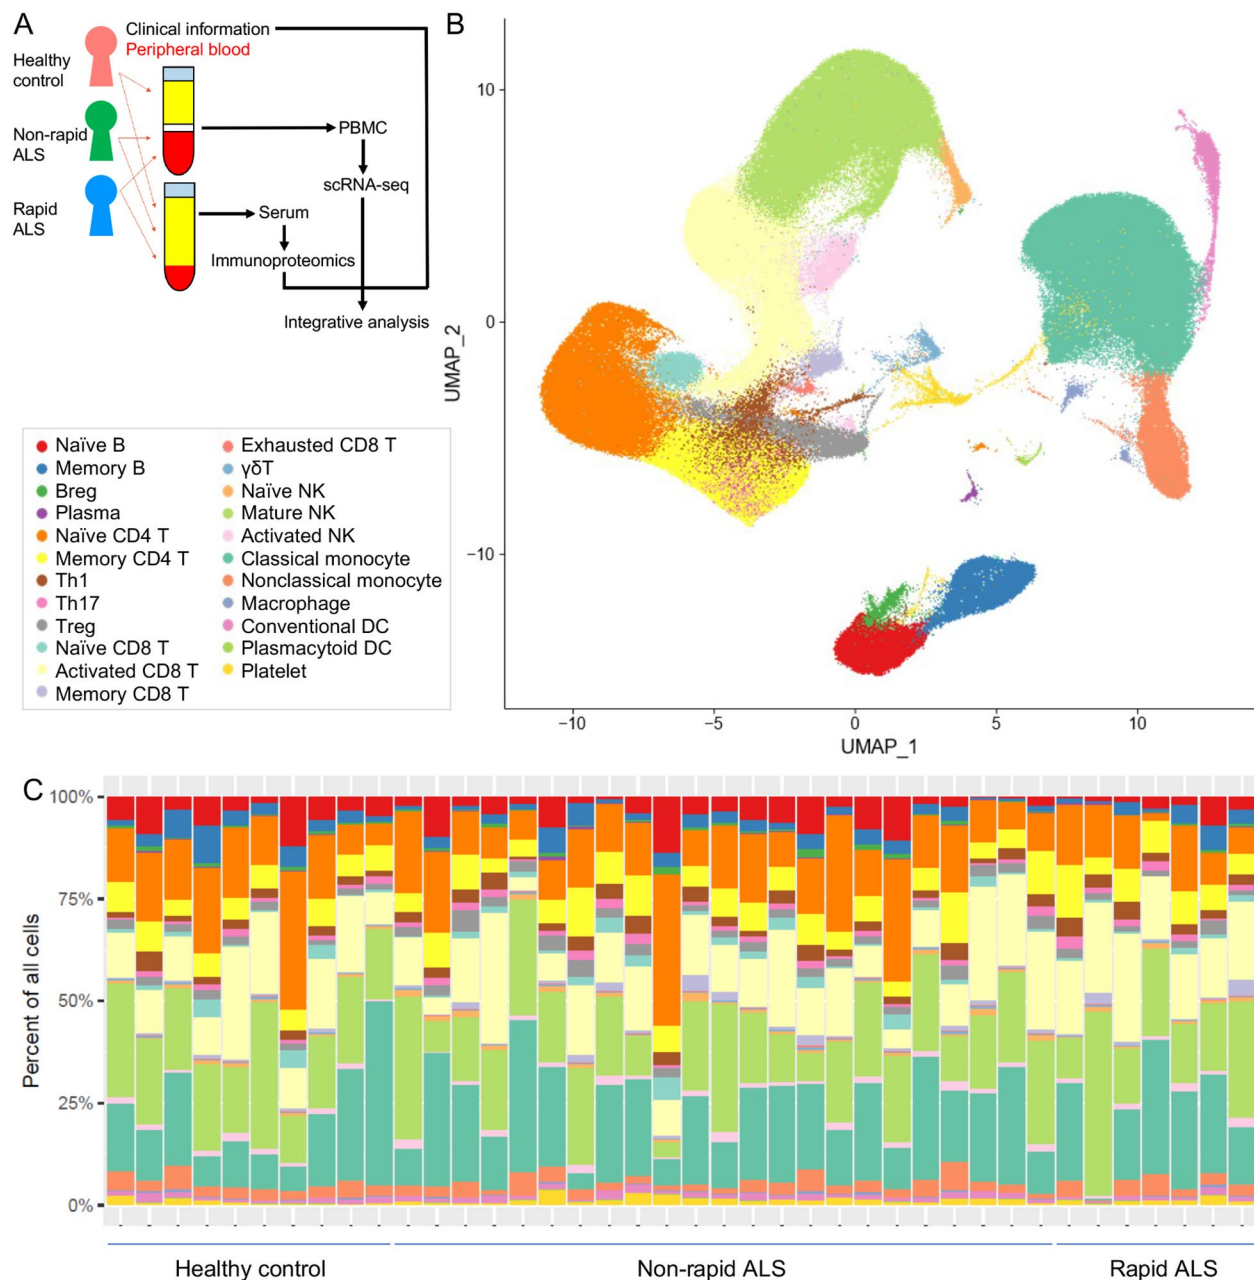 A
Clinical information
Peripheral blood
Healthy
control
Non-rapid
ALS
Rapid
ALS
PBMC
scRNA-seq
Serum
Immunoproteomics
Integrative analysis
Naïve B
Memory B
Breg
Plasma
Naïve CD4 T
Memory CD4 T
Th1
Th17
Treg
Naïve CD8 T
Activated CD8 T
Memory CD8 T
Exhausted CD8 T
γδT
Naïve NK
Mature NK
Activated NK
Classical monocyte
Nonclassical monocyte
Macrophage
Conventional DC
Plasmacytoid DC
Platelet
B
UMAP_2
10
0
−10
−10
−5
0
5
10
UMAP_1
C
Percent of all cells
100%
75%
50%
25%
0%
Healthy control
Non-rapid ALS
Rapid ALS